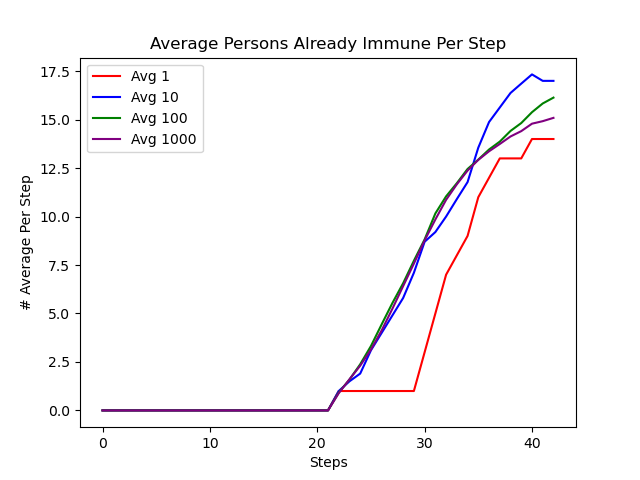 Average Persons Already Immune Per Step
Avg 1
Avg 10
Avg 100
Avg 1000
# Average Per Step
17.5
15.0
12.5
10.0
7.5
5.0
2.5
0.0
0 10 20 30 40
Steps